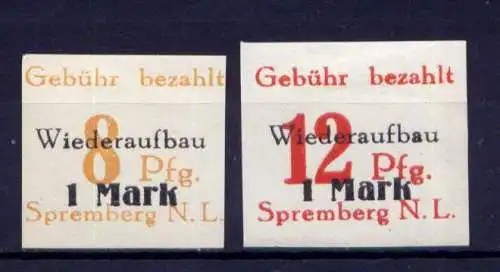 Gebühr bezahlt
Wiederaufbau
8 Pfg.
1 Mark
Spremberg N. L.
Gebühr bezahlt
Wiederaufbau
12 Pfg.
1 Mark
Spremberg N. L.